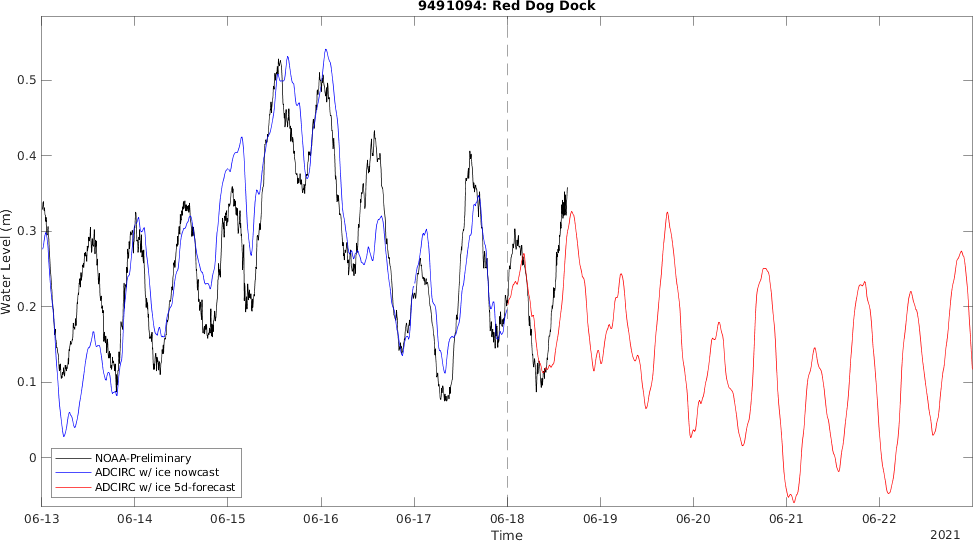 9491094: Red Dog Dock
Water Level (m)
0.5
0.4
0.3
0.2
0.1
0
NOAA-Preliminary
ADCIRC w/ ice nowcast
ADCIRC w/ ice 5d-forecast
06-13 06-14 06-15 06-16 06-17 06-18 06-19 06-20 06-21 06-22
Time
2021